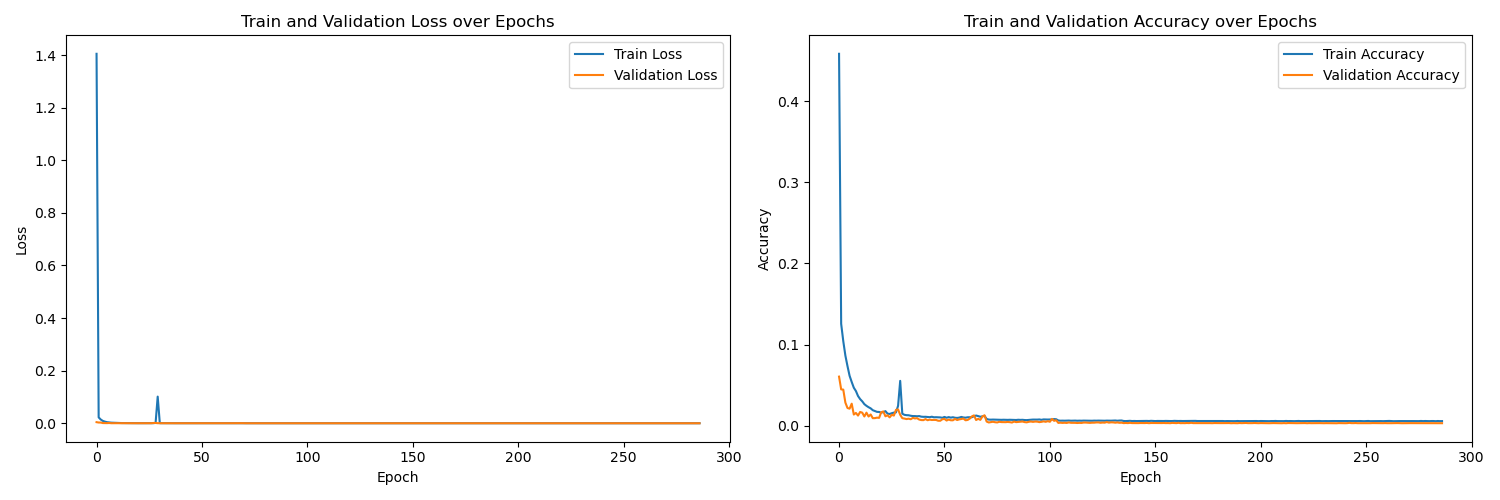 Train and Validation Loss over Epochs
Train Loss
Validation Loss
1.4
1.2
1.0
0.8
0.6
0.4
0.2
0.0
Loss
0
50
100
150
200
250
300
Epoch
Train and Validation Accuracy over Epochs
Train Accuracy
Validation Accuracy
0.4
0.3
0.2
0.1
0.0
Accuracy
0
50
100
150
200
250
300
Epoch